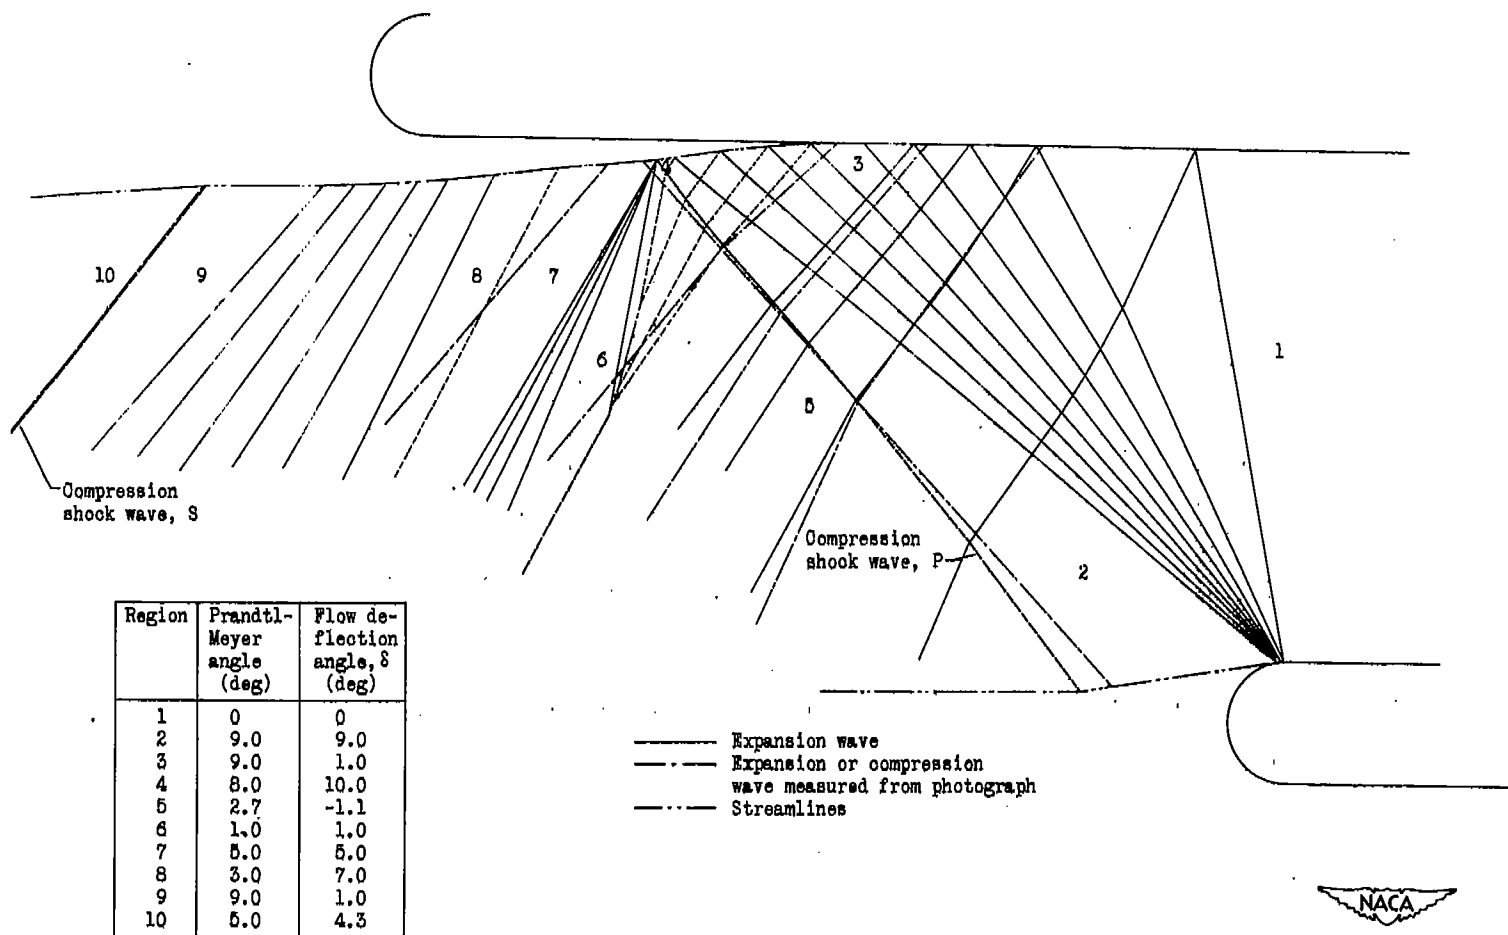 3
4
10
9
8
7
6
5
1
2
Compression
shock wave, S
Compression
shock wave, P
Region Prandtl- Flow de-
Meyer flection
angle angle, δ
(deg) (deg)
1 0 0
2 9.0 9.0
3 9.0 1.0
4 8.0 10.0
5 2.7 -1.1
6 1.0 1.0
7 5.0 5.0
8 3.0 7.0
9 9.0 1.0
10 5.0 4.3
Expansion wave
Expansion or compression
wave measured from photograph
Streamlines
NACA